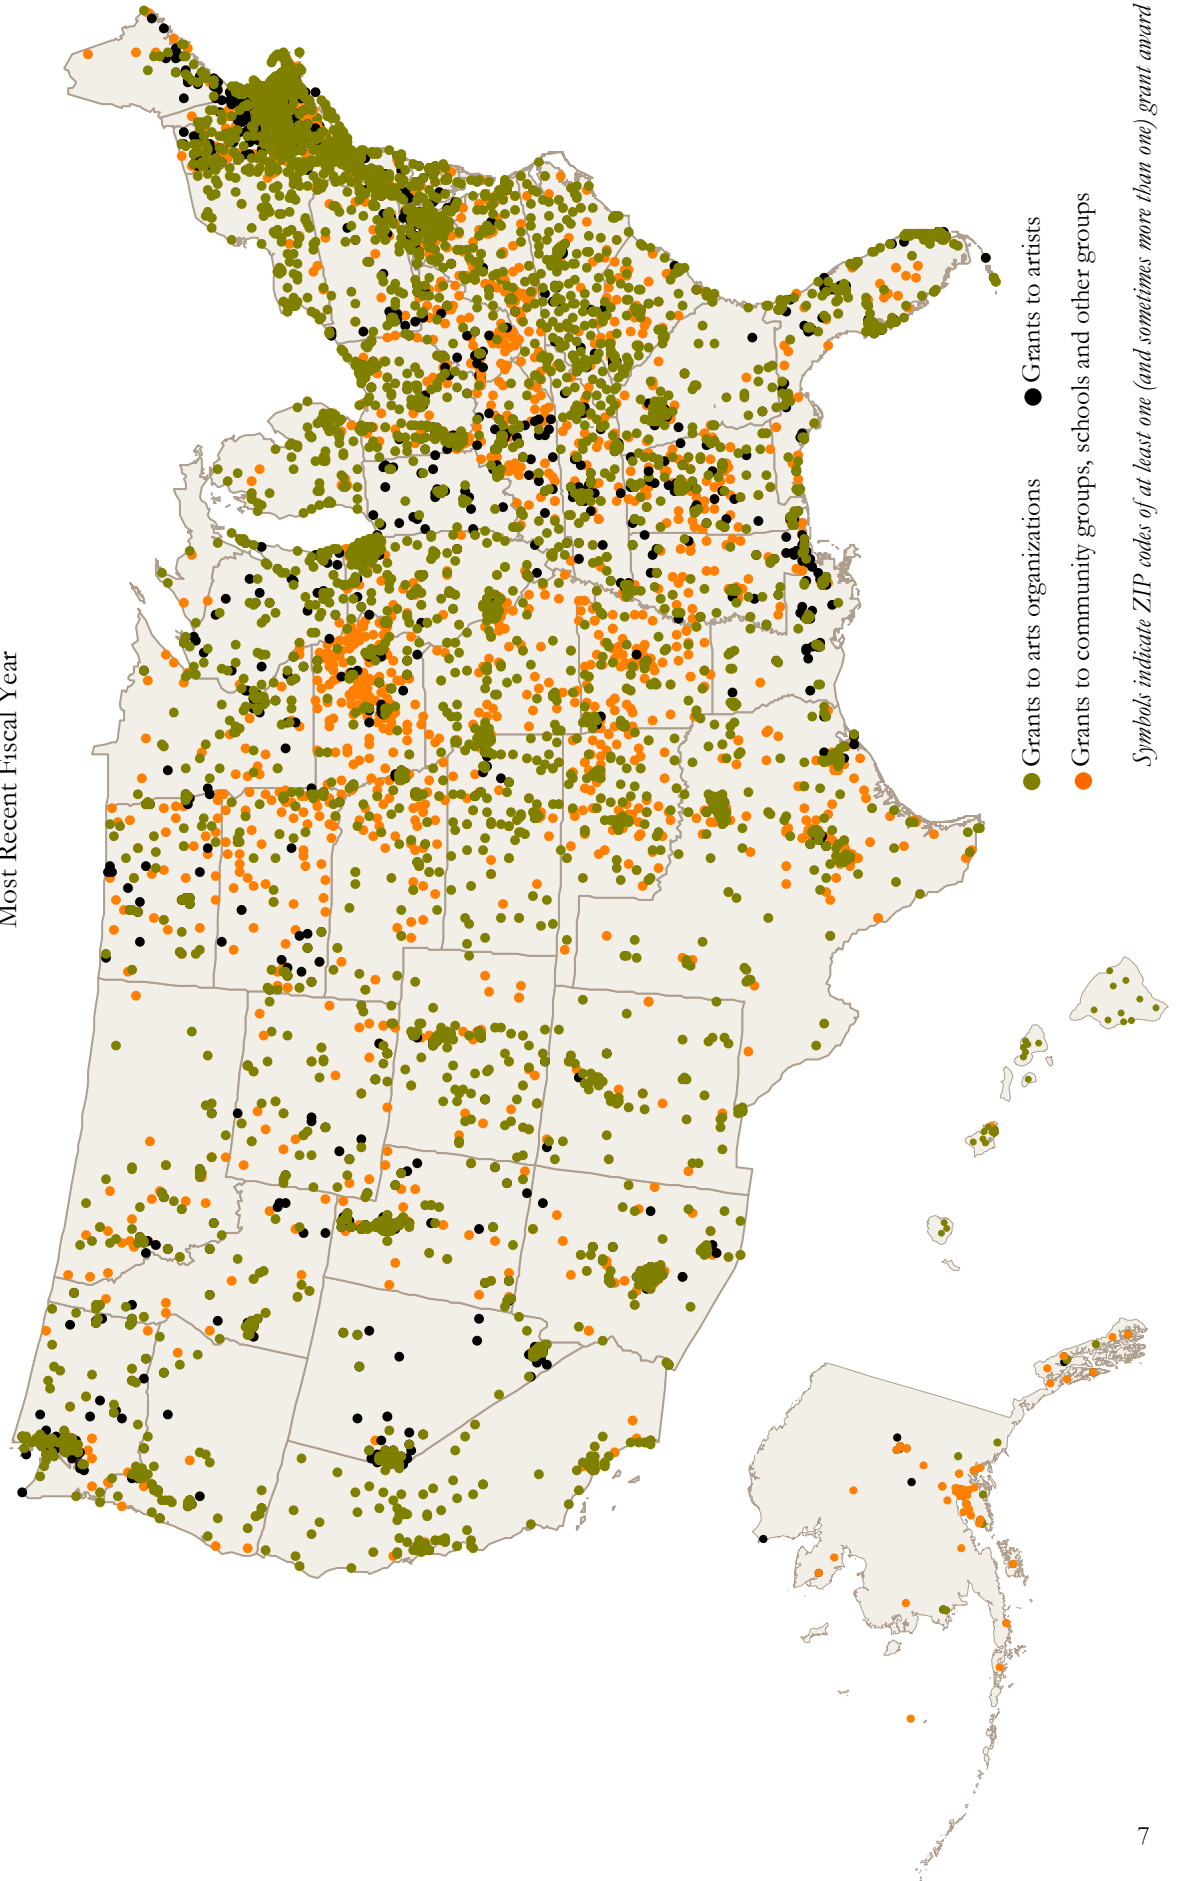 Most Recent Fiscal Year
Grants to arts organizations
Grants to artists
Grants to community groups, schools and other groups
Symbols indicate ZIP codes of at least one (and sometimes more than one) grant award
7